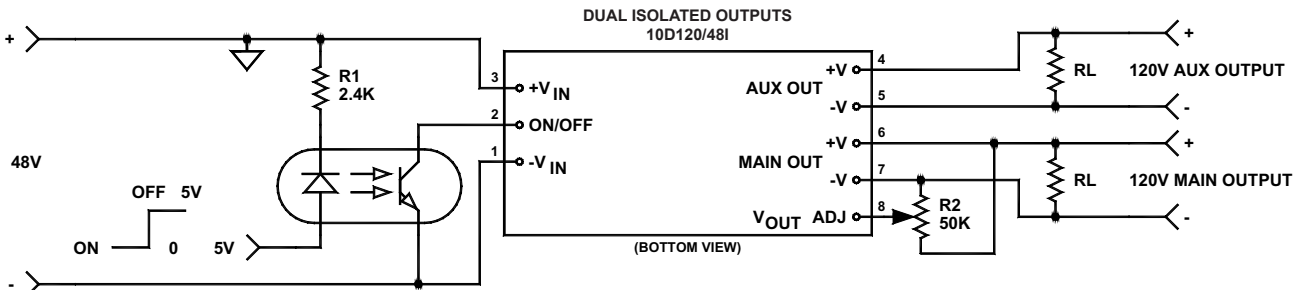 DUAL ISOLATED OUTPUTS
10D120/48I
+
R1
2.4K
3
+VIN
2
ON/OFF
1
-VIN
48V
OFF 5V
ON 0 5V
-
+V 4
AUX OUT
-V 5
+V 6
MAIN OUT
-V 7
VOUT ADJ 8
(BOTTOM VIEW)
R2
50K
+
RL 120V AUX OUTPUT
-
+
RL 120V MAIN OUTPUT
-